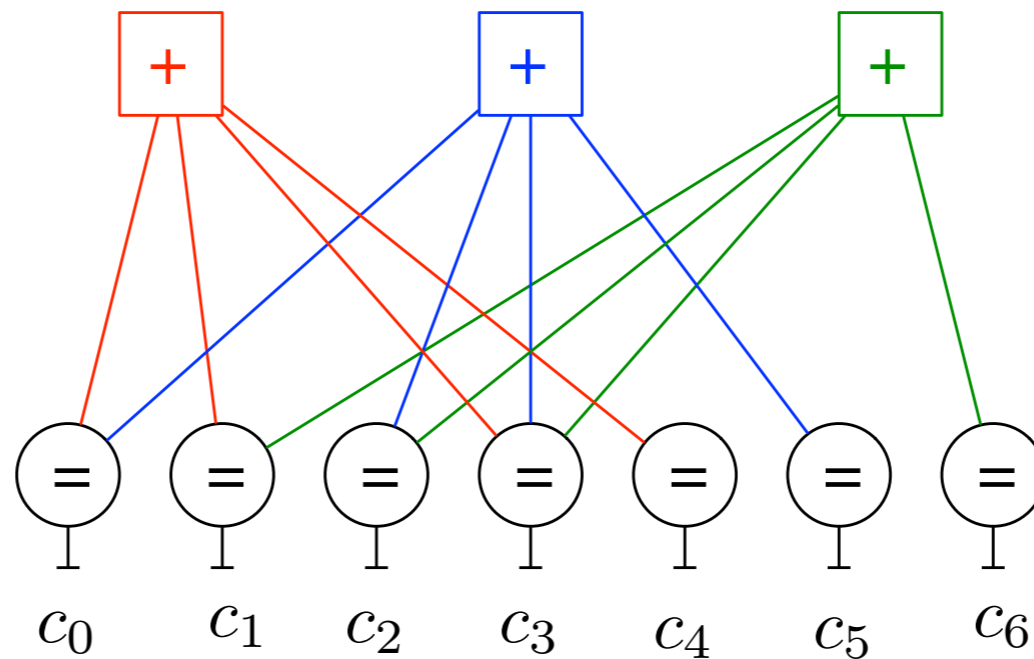 + + +
= = = = = = =
c₀ c₁ c₂ c₃ c₄ c₅ c₆